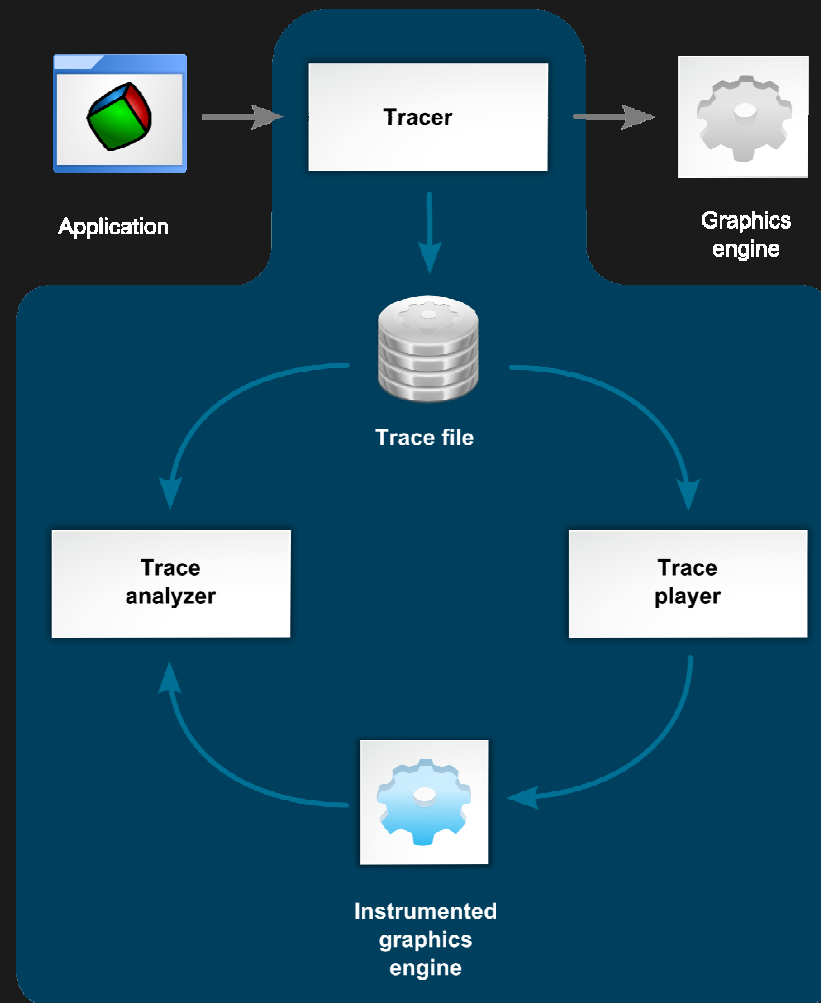 Tracer
Application
Graphics
engine
Trace file
Trace
analyzer
Trace
player
Instrumented
graphics
engine